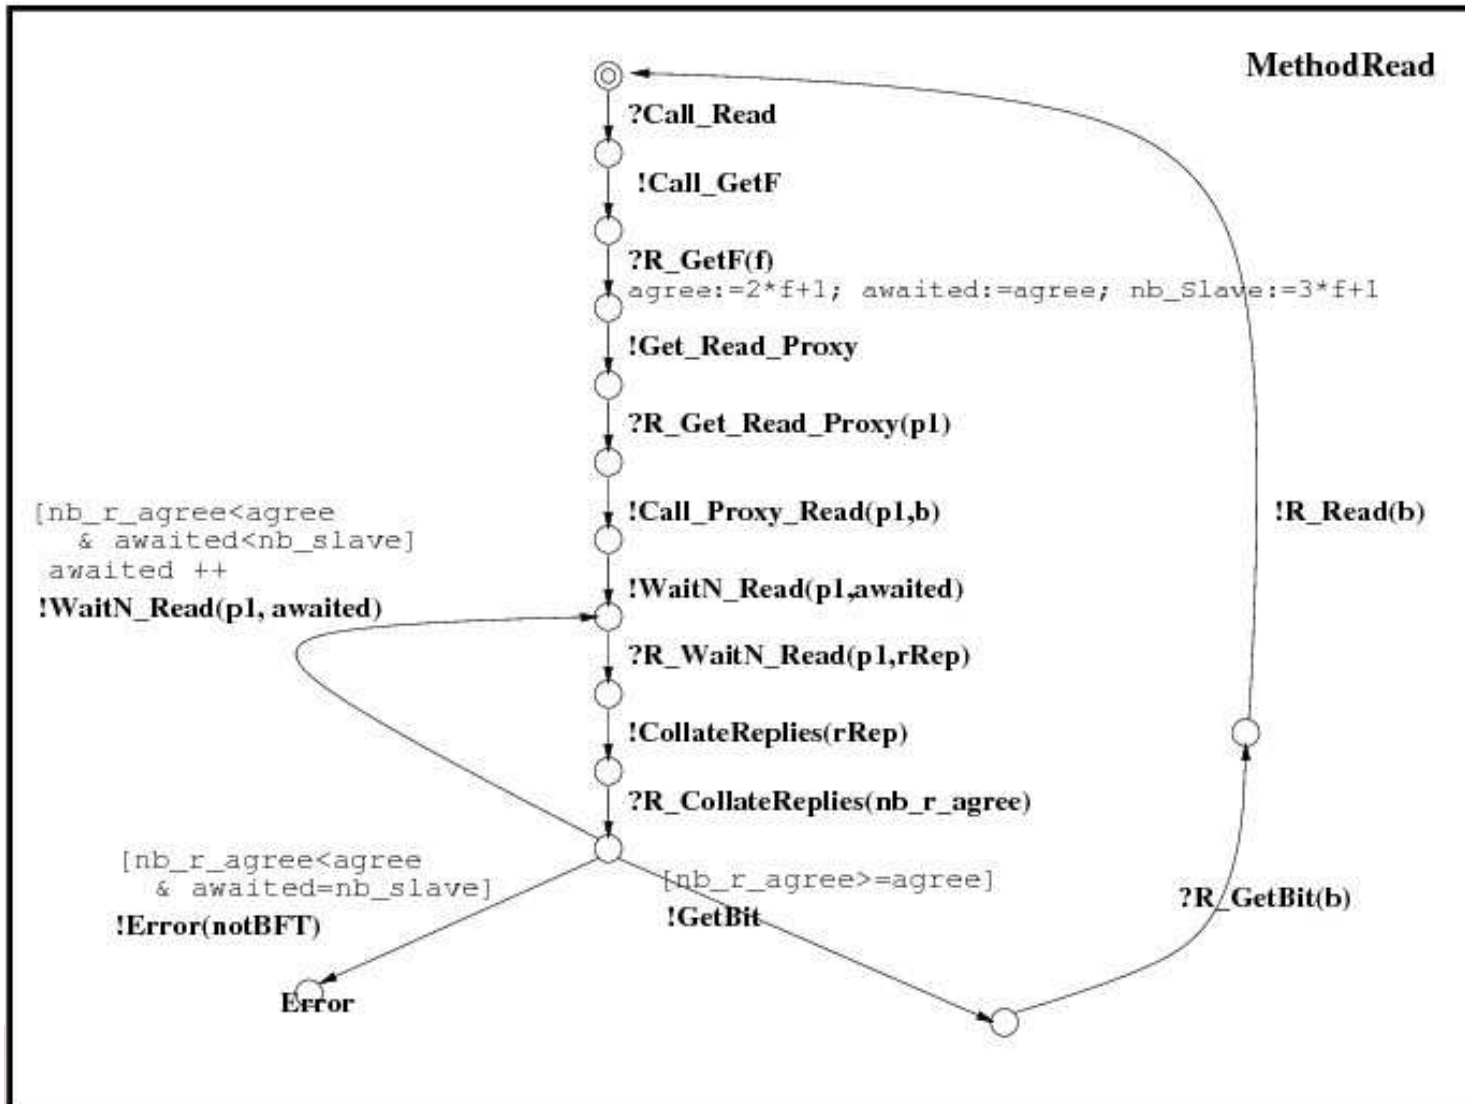 MethodRead
?Call_Read
!Call_GetF
?R_GetF(f)
agree:=2*f+1; awaited:=agree; nb_Slave:=3*f+1
!Get_Read_Proxy
?R_Get_Read_Proxy(p1)
!Call_Proxy_Read(p1,b)
!WaitN_Read(p1,awaited)
?R_WaitN_Read(p1,rRep)
!CollateReplies(rRep)
?R_CollateReplies(nb_r_agree)
[nb_r_agree<agree
& awaited<nb_slave]
awaited ++
!WaitN_Read(p1, awaited)
[nb_r_agree<agree
& awaited=nb_slave]
!Error(notBFT)
Error
[nb_r_agree>=agree]
!GetBit
?R_GetBit(b)
!R_Read(b)